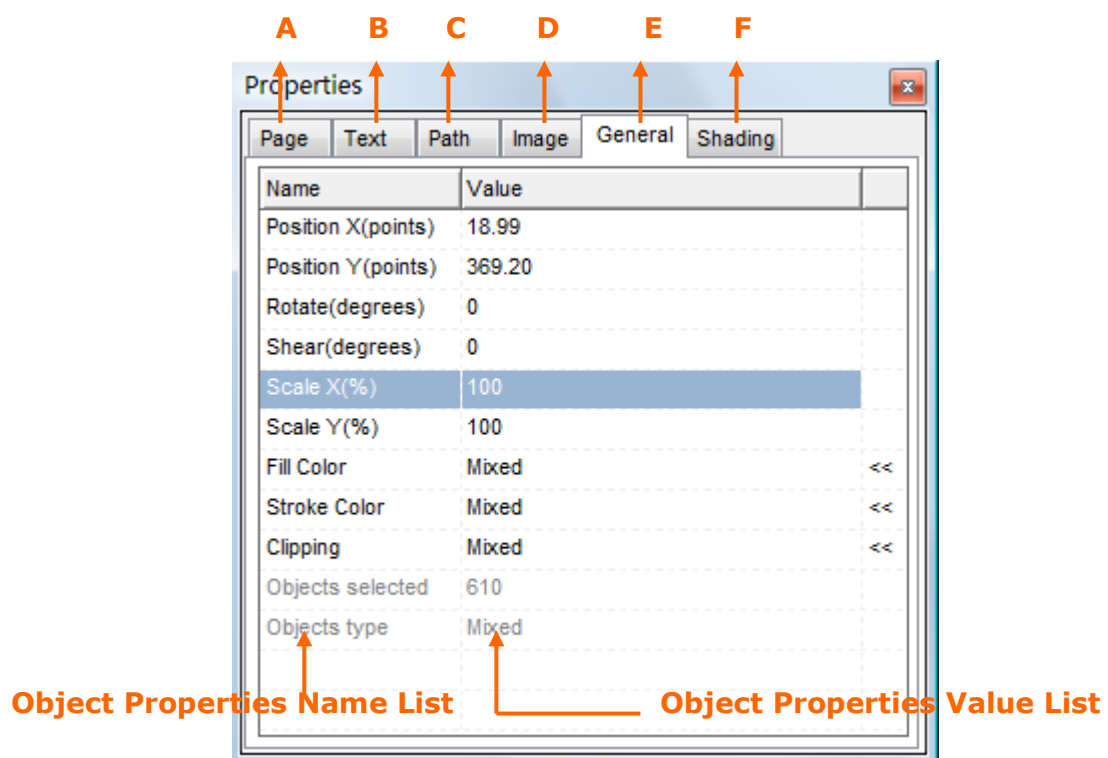 A B C D E F
Properties
Page Text Path Image General Shading
Name Value
Position X(points) 18.99
Position Y(points) 369.20
Rotate(degrees) 0
Shear(degrees) 0
Scale X(%) 100
Scale Y(%) 100
Fill Color Mixed <<
Stroke Color Mixed <<
Clipping Mixed <<
Objects selected 610
Objects type Mixed
Object Properties Name List Object Properties Value List